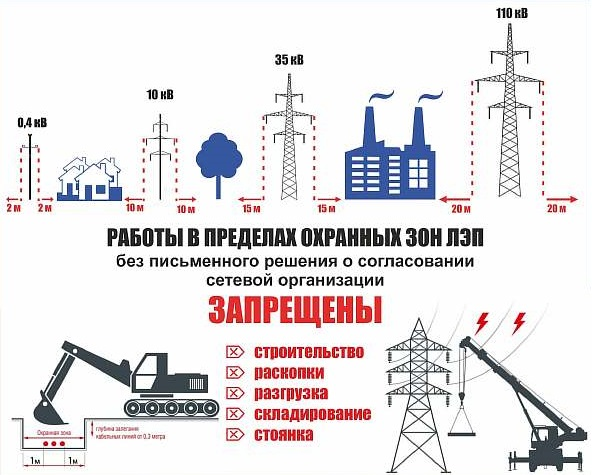 110 кВ
35 кВ
10 кВ
0,4 кВ
2 м 2 м 10 м 10 м 15 м 15 м 20 м 20 м
РАБОТЫ В ПРЕДЕЛАХ ОХРАННЫХ ЗОН ЛЭП
без письменного решения о согласовании
сетевой организации
ЗАПРЕЩЕНЫ
строительство
раскопки
разгрузка
складирование
стоянка
Охранная зона
глубина залегания
кабельных линий от 0,3 метра
1м 1м